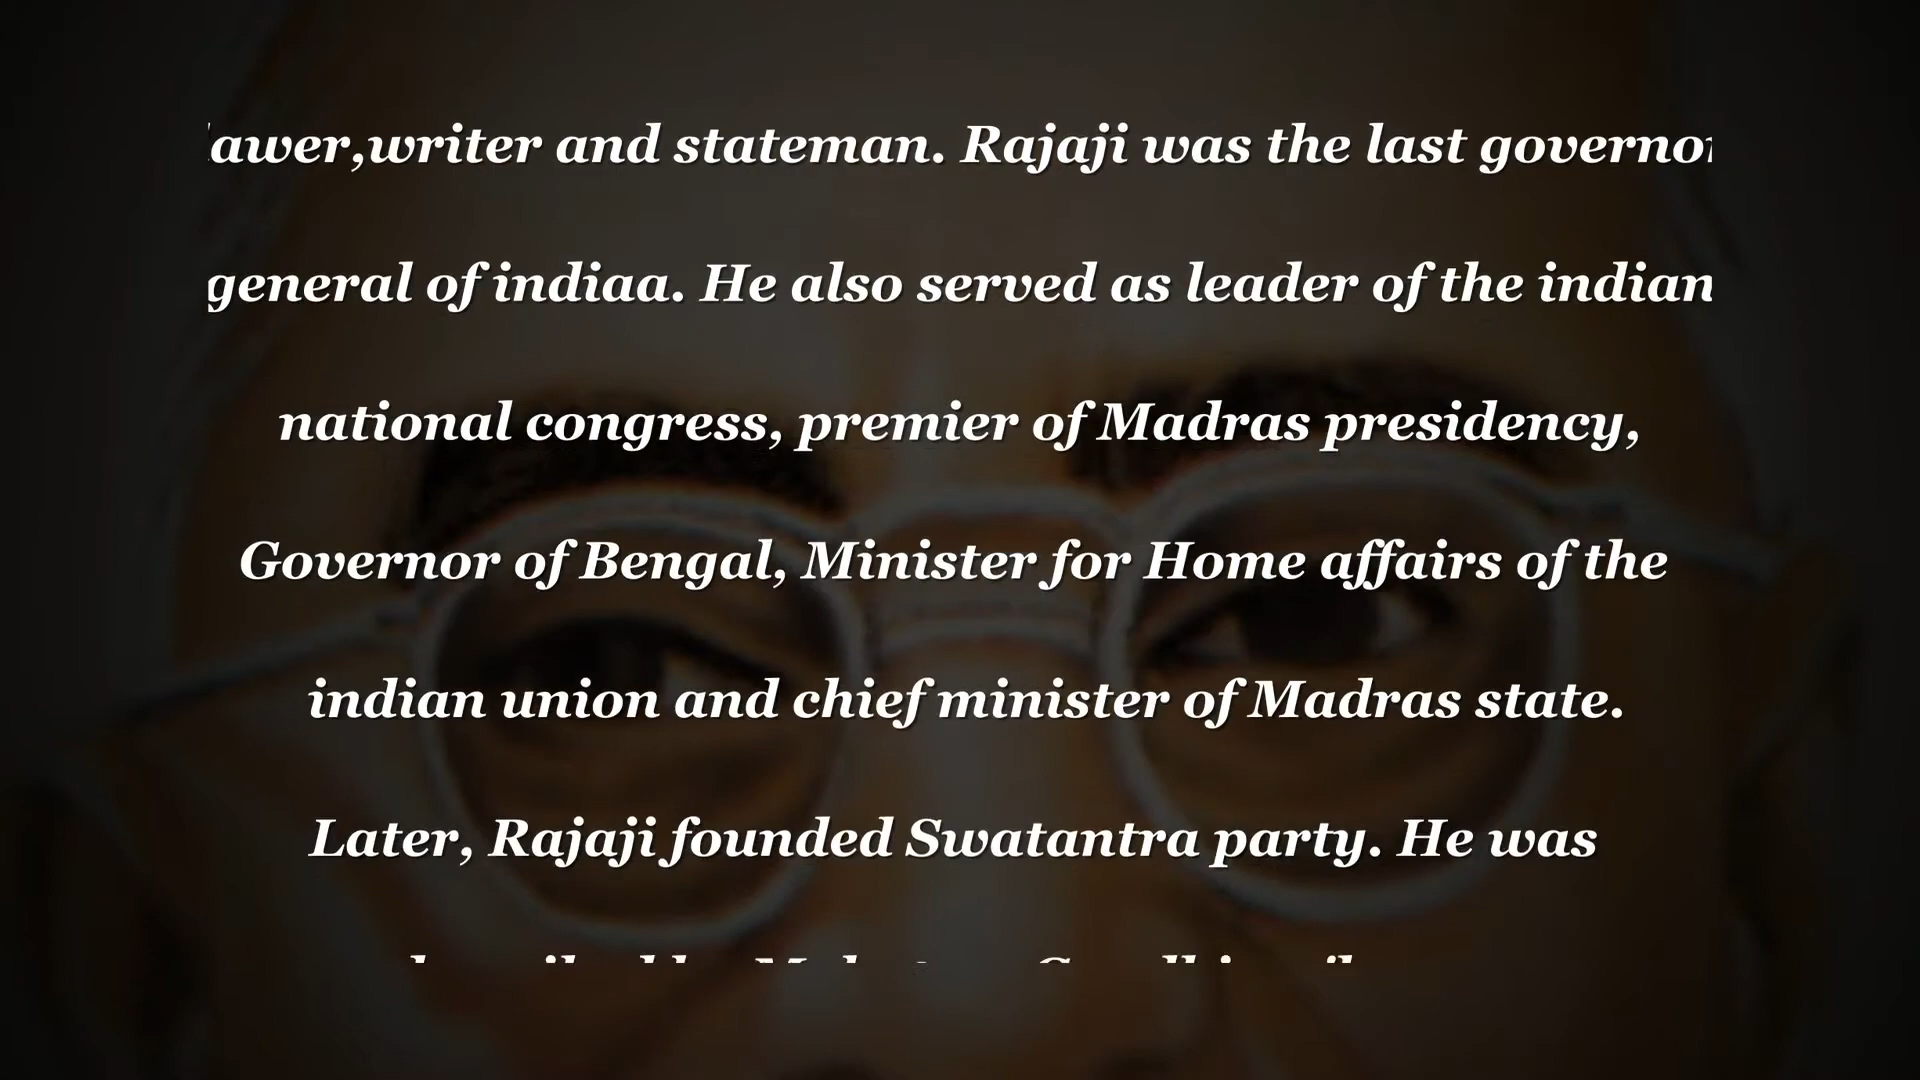 awer,writer and stateman. Rajaji was the last governor
general of indiaa. He also served as leader of the indian
national congress, premier of Madras presidency,
Governor of Bengal, Minister for Home affairs of the
indian union and chief minister of Madras state.
Later, Rajaji founded Swatantra party. He was